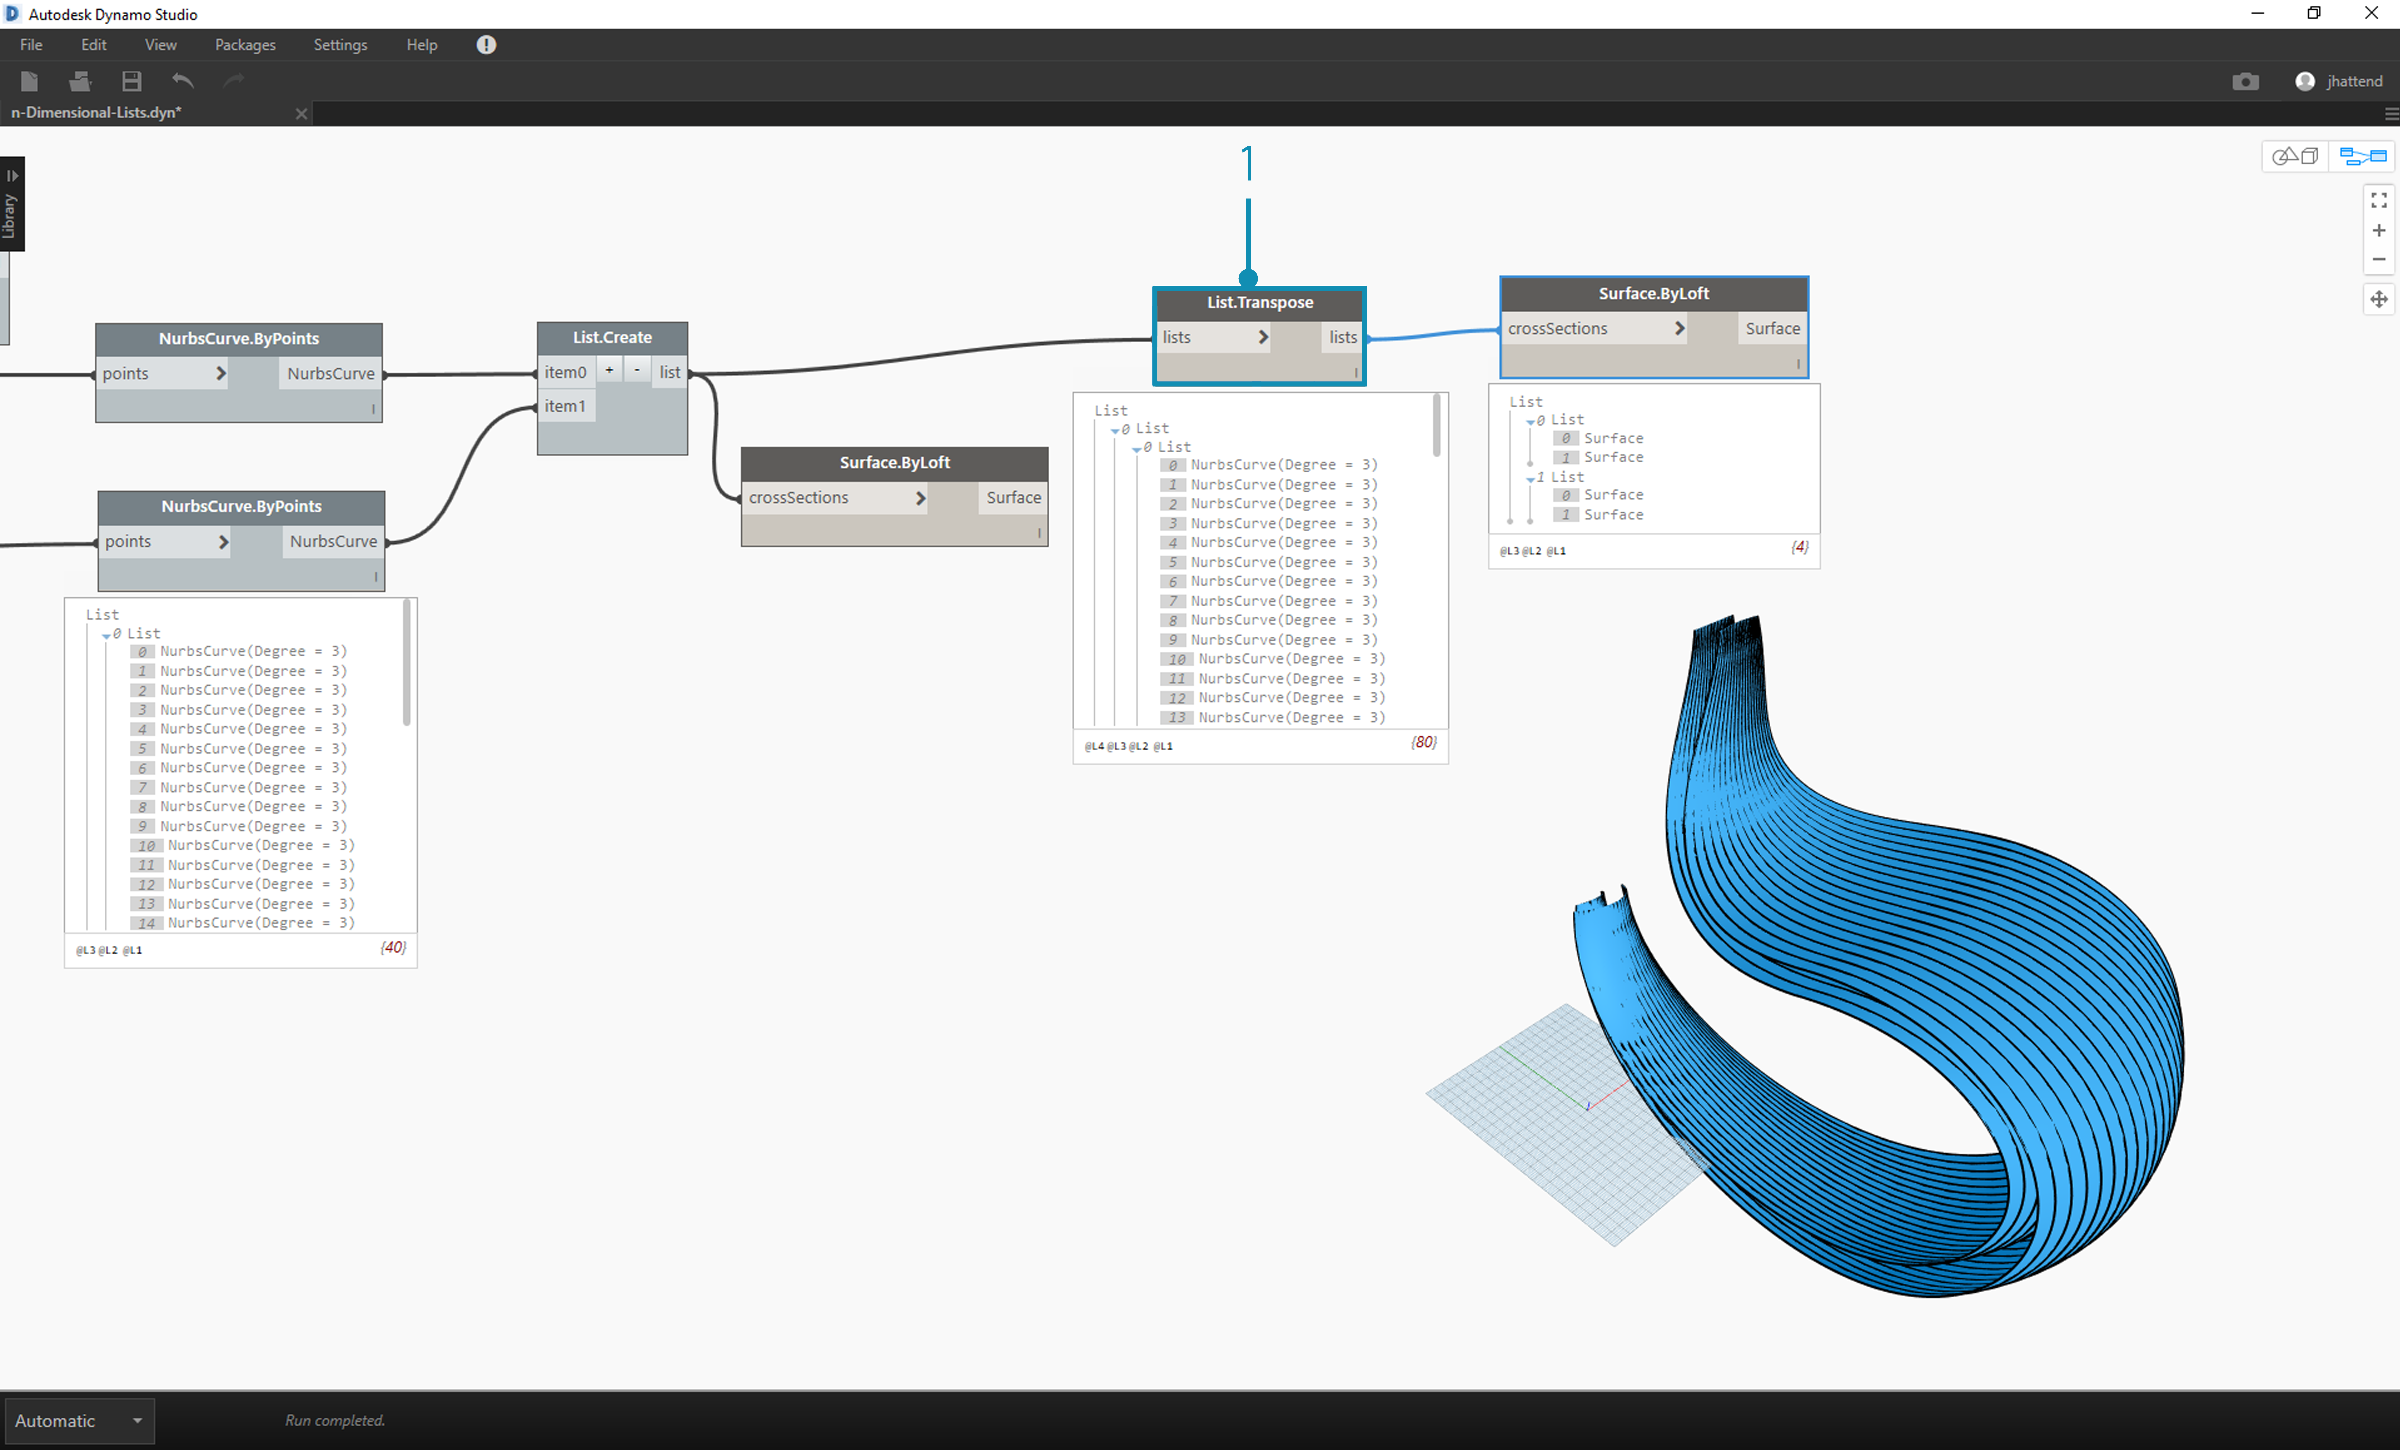 Autodesk Dynamo Studio
File Edit View Packages Settings Help
jhattend
n-Dimensional-Lists.dyn*
Library
1
NurbsCurve.ByPoints
points > NurbsCurve
List.Create
item0 + - list
item1
NurbsCurve.ByPoints
points > NurbsCurve
List
0 List
0 NurbsCurve(Degree = 3)
1 NurbsCurve(Degree = 3)
2 NurbsCurve(Degree = 3)
3 NurbsCurve(Degree = 3)
4 NurbsCurve(Degree = 3)
5 NurbsCurve(Degree = 3)
6 NurbsCurve(Degree = 3)
7 NurbsCurve(Degree = 3)
8 NurbsCurve(Degree = 3)
9 NurbsCurve(Degree = 3)
10 NurbsCurve(Degree = 3)
11 NurbsCurve(Degree = 3)
12 NurbsCurve(Degree = 3)
13 NurbsCurve(Degree = 3)
14 NurbsCurve(Degree = 3)
@L3 @L2 @L1 {40}
Surface.ByLoft
crossSections > Surface
List.Transpose
lists > lists
List
0 List
0 List
0 NurbsCurve(Degree = 3)
1 NurbsCurve(Degree = 3)
2 NurbsCurve(Degree = 3)
3 NurbsCurve(Degree = 3)
4 NurbsCurve(Degree = 3)
5 NurbsCurve(Degree = 3)
6 NurbsCurve(Degree = 3)
7 NurbsCurve(Degree = 3)
8 NurbsCurve(Degree = 3)
9 NurbsCurve(Degree = 3)
10 NurbsCurve(Degree = 3)
11 NurbsCurve(Degree = 3)
12 NurbsCurve(Degree = 3)
13 NurbsCurve(Degree = 3)
@L4 @L3 @L2 @L1 {80}
Surface.ByLoft
crossSections > Surface
List
0 List
0 Surface
1 Surface
1 List
0 Surface
1 Surface
@L3 @L2 @L1 {4}
Automatic
Run completed.